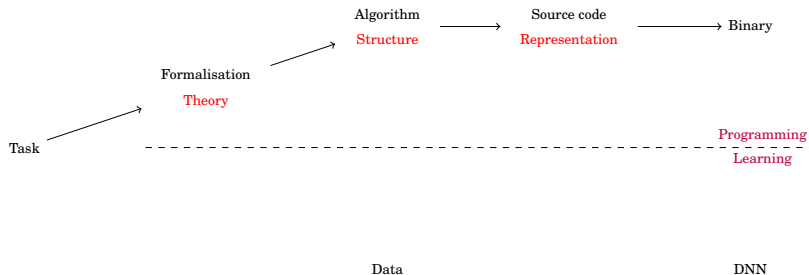 Algorithm
Structure
Source code
Representation
Binary
Formalisation
Theory
Task
Programming
Learning
Data
DNN